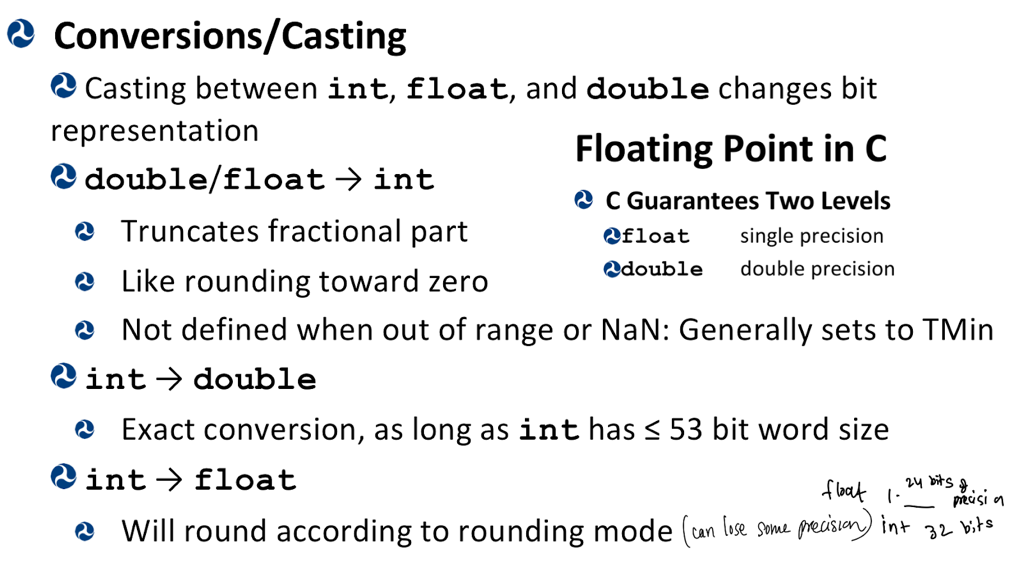 Conversions/Casting
Casting between int, float, and double changes bit
representation
Floating Point in C
C Guarantees Two Levels
float single precision
double double precision
double/float → int
Truncates fractional part
Like rounding toward zero
Not defined when out of range or NaN: Generally sets to TMin
int → double
Exact conversion, as long as int has ≤ 53 bit word size
int → float
Will round according to rounding mode (can lose some precision)
float 1.__ 24 bits of
precision
int 32 bits